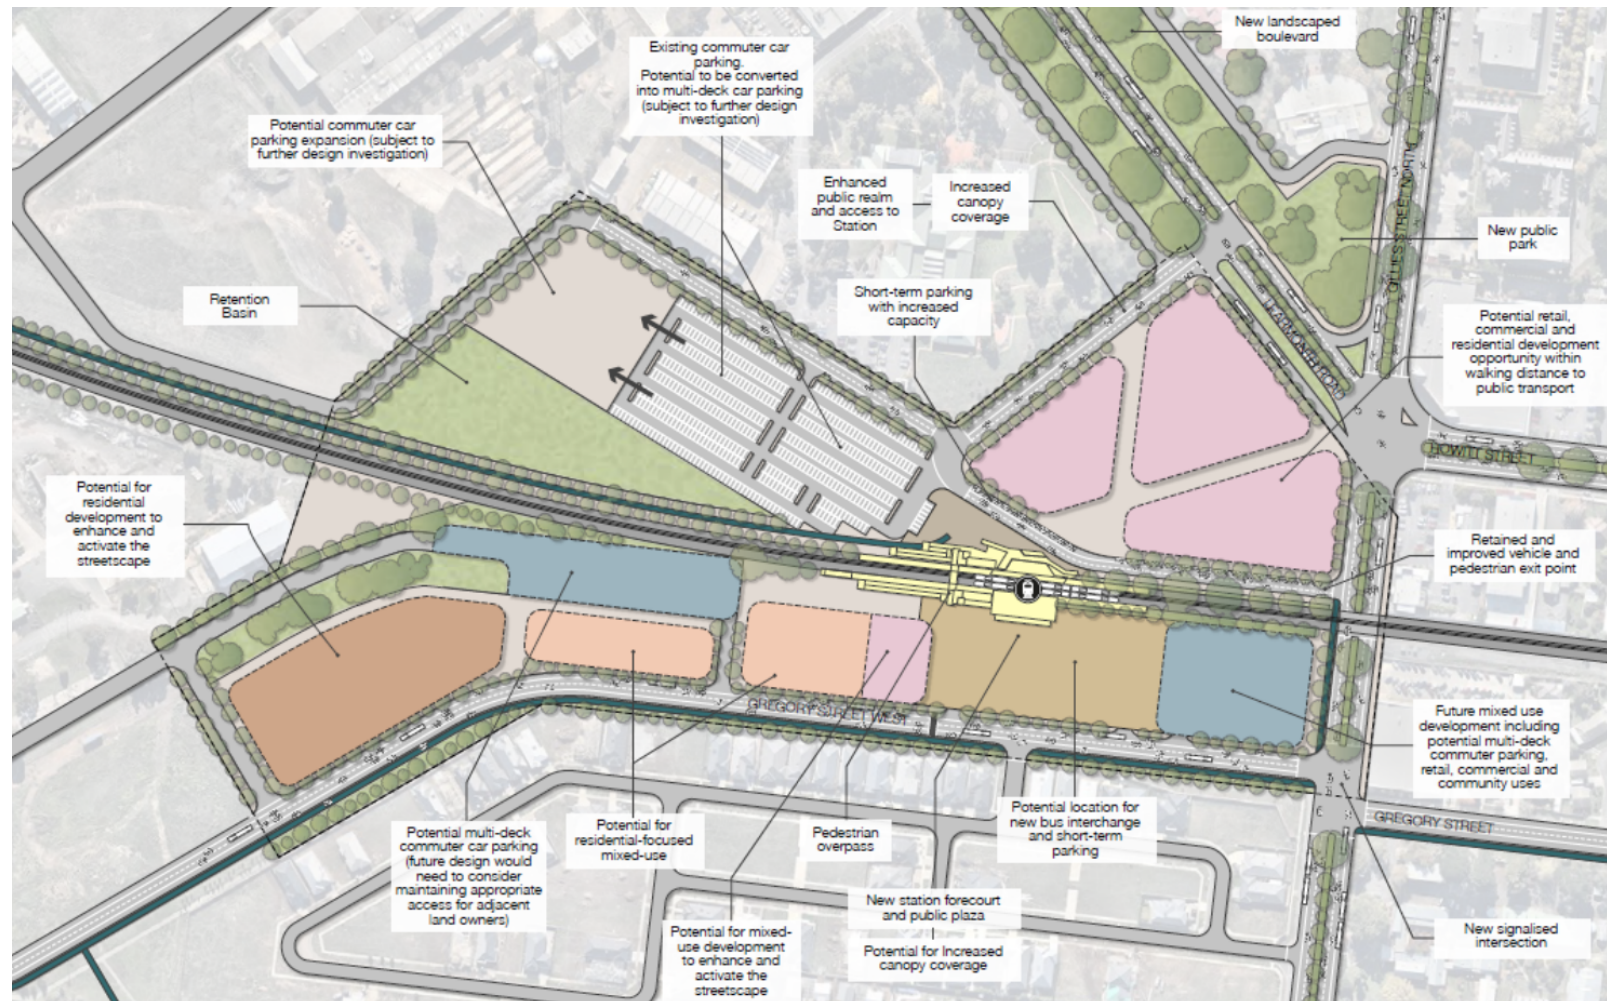 New landscaped
boulevard
Existing commuter car
parking.
Potential to be converted
into multi-deck car parking
(subject to further design
investigation)
Potential commuter car
parking expansion (subject to
further design investigation)
Enhanced
public realm
and access to
Station
Increased
canopy
coverage
GILLIES STREET NORTH
New public
park
Retention
Basin
Short-term parking
with increased
capacity
LEARMONTH ROAD
Potential retail,
commercial and
residential development
opportunity within
walking distance to
public transport
HOWITT STREET
Potential for
residential
development to
enhance and
activate the
streetscape
Retained and
improved vehicle and
pedestrian exit point
GREGORY STREET WEST
Future mixed use
development including
potential multi-deck
commuter parking,
retail, commercial and
community uses
Potential multi-deck
commuter car parking
(future design would
need to consider
maintaining appropriate
access for adjacent
land owners)
Potential for
residential-focused
mixed-use
Pedestrian
overpass
Potential location for
new bus interchange
and short-term
parking
GREGORY STREET
New station forecourt
and public plaza
Potential for Increased
canopy coverage
Potential for mixed-
use development
to enhance and
activate the
streetscape
New signalised
intersection